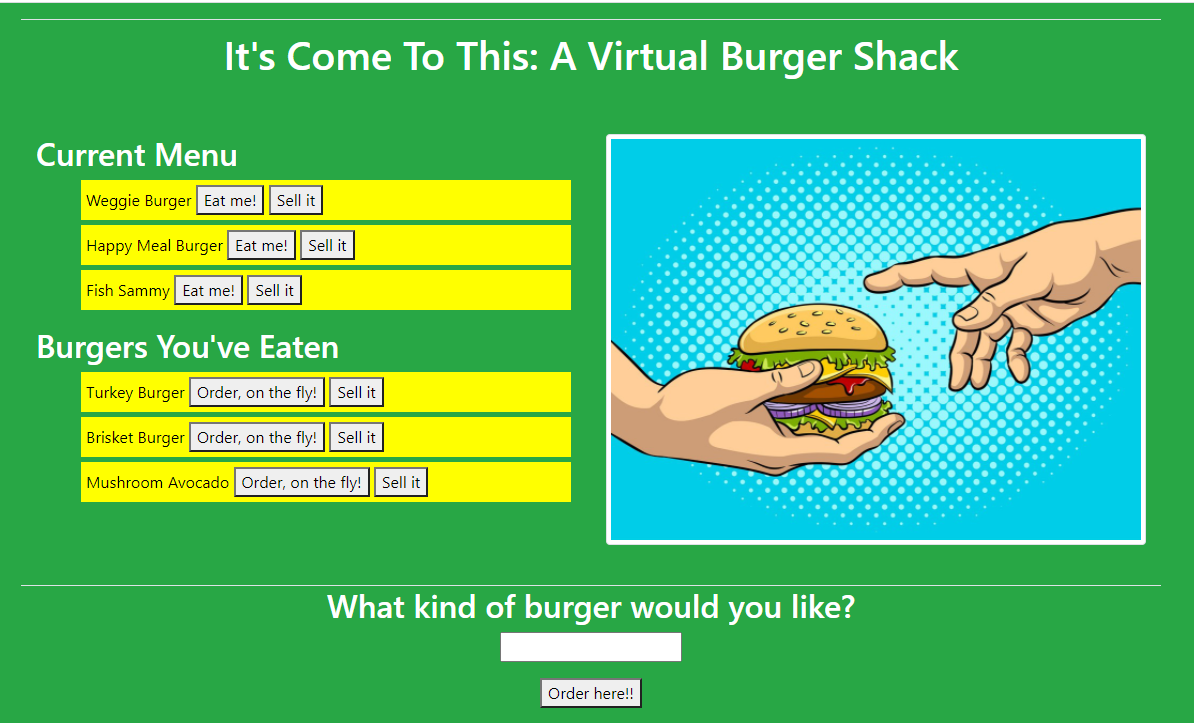 It's Come To This: A Virtual Burger Shack
Current Menu
Weggie Burger Eat me! Sell it
Happy Meal Burger Eat me! Sell it
Fish Sammy Eat me! Sell it
Burgers You've Eaten
Turkey Burger Order, on the fly! Sell it
Brisket Burger Order, on the fly! Sell it
Mushroom Avocado Order, on the fly! Sell it
What kind of burger would you like?
Order here!!